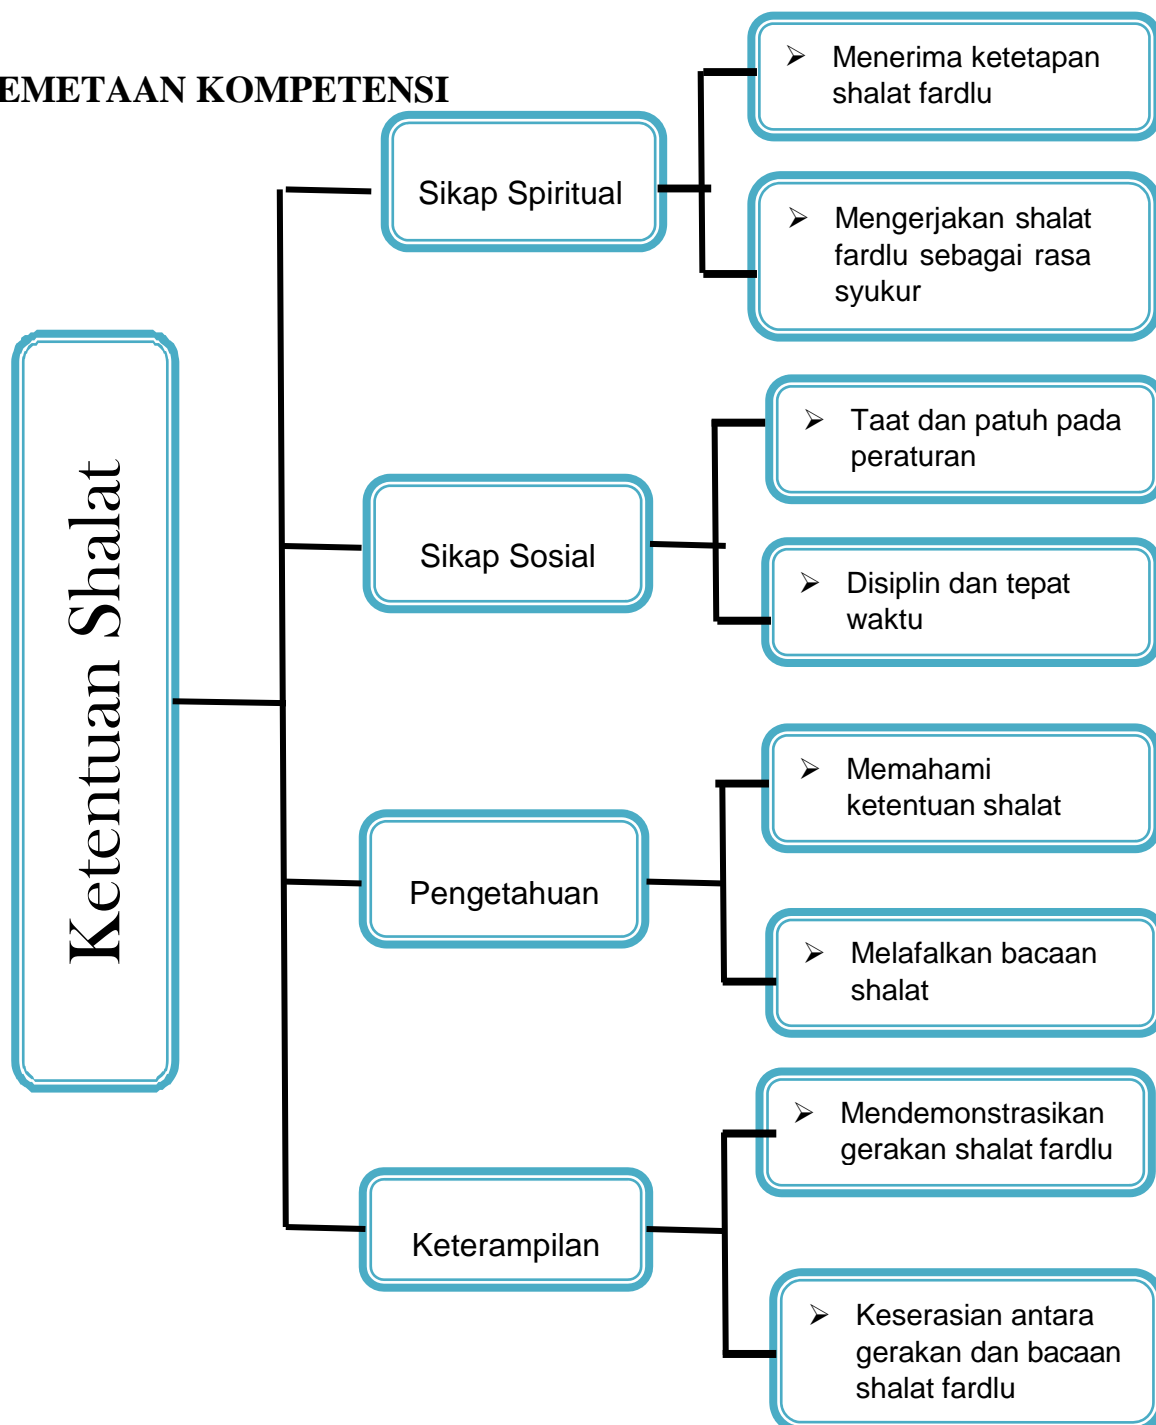 EMETAAN KOMPETENSI
Ketentuan Shalat
Sikap Spiritual
➢ Menerima ketetapan
shalat fardlu
➢ Mengerjakan shalat
fardlu sebagai rasa
syukur
Sikap Sosial
➢ Taat dan patuh pada
peraturan
➢ Disiplin dan tepat
waktu
Pengetahuan
➢ Memahami
ketentuan shalat
➢ Melafalkan bacaan
shalat
Keterampilan
➢ Mendemonstrasikan
gerakan shalat fardlu
➢ Keserasian antara
gerakan dan bacaan
shalat fardlu